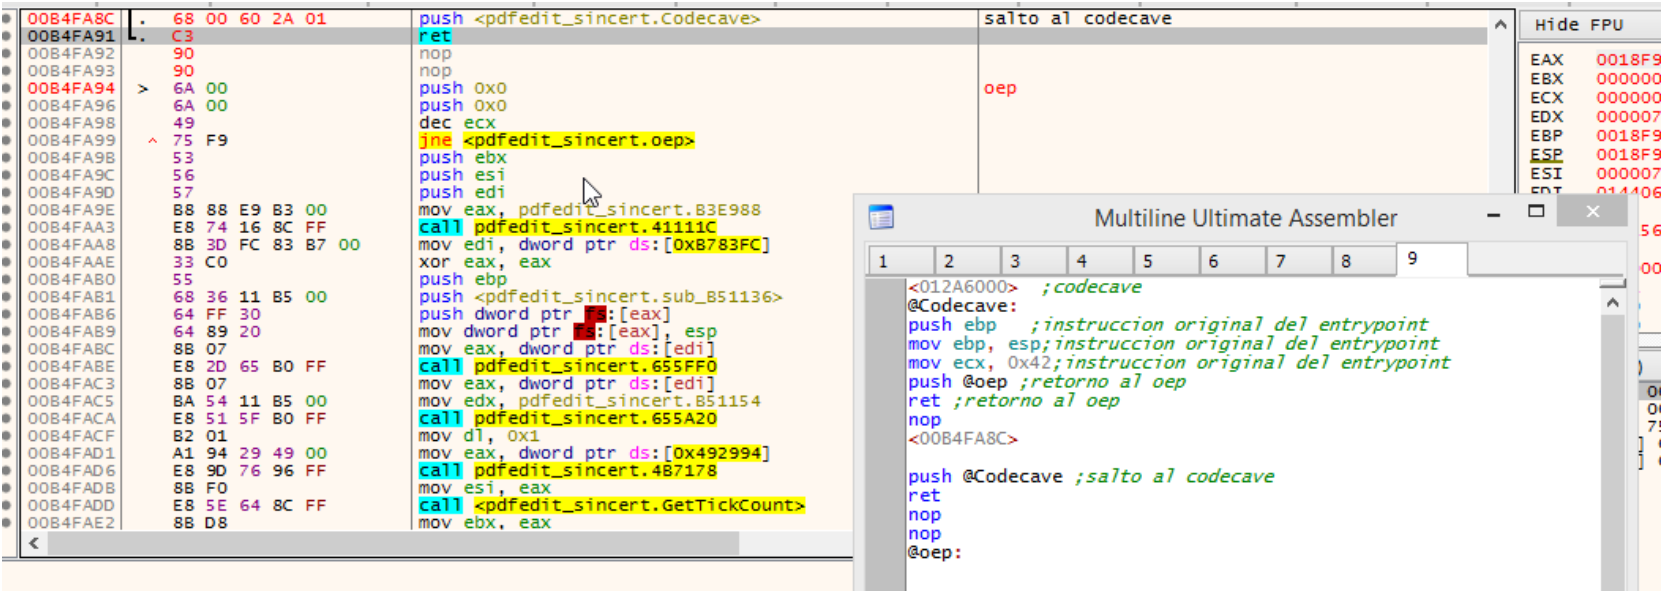 00B4FA8C . 68 00 60 2A 01 push <pdfedit_sincert.Codecave> salto al codecave
00B4FA91 . C3 ret
00B4FA92 90 nop
00B4FA93 90 nop
00B4FA94 > 6A 00 push 0x0 oep
00B4FA96 6A 00 push 0x0
00B4FA98 49 dec ecx
00B4FA99 ^ 75 F9 jne <pdfedit_sincert.oep>
00B4FA9B 53 push ebx
00B4FA9C 56 push esi
00B4FA9D 57 push edi
00B4FA9E B8 88 E9 B3 00 mov eax, pdfedit_sincert.B3E988
00B4FAA3 E8 74 16 8C FF call pdfedit_sincert.41111C
00B4FAA8 8B 3D FC 83 B7 00 mov edi, dword ptr ds:[0xB783FC]
00B4FAAE 33 C0 xor eax, eax
00B4FAB0 55 push ebp
00B4FAB1 68 36 11 B5 00 push <pdfedit_sincert.sub_B51136>
00B4FAB6 64 FF 30 push dword ptr fs:[eax]
00B4FAB9 64 89 20 mov dword ptr fs:[eax], esp
00B4FABC 8B 07 mov eax, dword ptr ds:[edi]
00B4FABE E8 2D 65 B0 FF call pdfedit_sincert.655FF0
00B4FAC3 8B 07 mov eax, dword ptr ds:[edi]
00B4FAC5 BA 54 11 B5 00 mov edx, pdfedit_sincert.B51154
00B4FACA E8 51 5F B0 FF call pdfedit_sincert.655A20
00B4FACF B2 01 mov dl, 0x1
00B4FAD1 A1 94 29 49 00 mov eax, dword ptr ds:[0x492994]
00B4FAD6 E8 9D 76 96 FF call pdfedit_sincert.4B7178
00B4FADB 8B F0 mov esi, eax
00B4FADD E8 5E 64 8C FF call <pdfedit_sincert.GetTickCount>
00B4FAE2 8B D8 mov ebx, eax
Hide FPU
EAX 0018F9
EBX 000000
ECX 000000
EDX 000007
EBP 0018F9
ESP 0018F9
ESI 000007
EDI 014406
Multiline Ultimate Assembler
1 2 3 4 5 6 7 8 9
<012A6000> ;codecave
@Codecave:
push ebp ;instruccion original del entrypoint
mov ebp, esp;instruccion original del entrypoint
mov ecx, 0x42;instruccion original del entrypoint
push @oep ;retorno al oep
ret ;retorno al oep
nop
<00B4FA8C>
push @Codecave ;salto al codecave
ret
nop
nop
@oep: